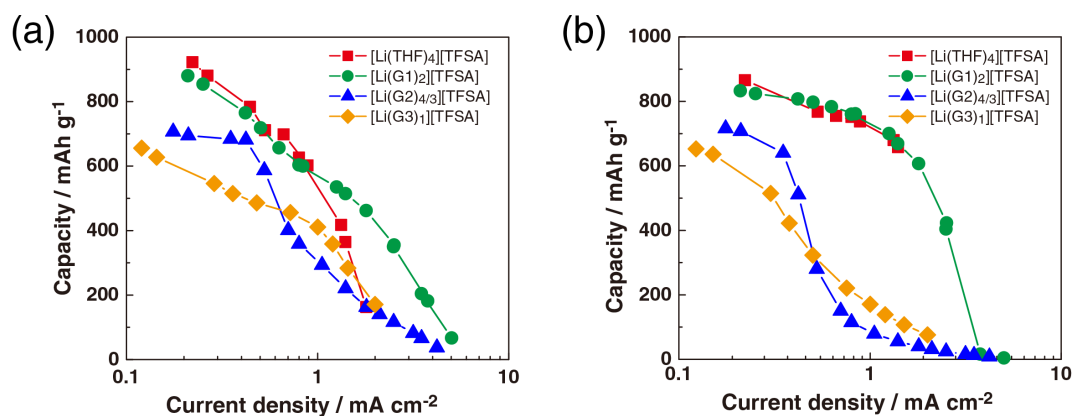 (a)
1000
800
600
400
200
0
Capacity / mAh g-1
[Li(THF)4][TFSA]
[Li(G1)2][TFSA]
[Li(G2)4/3][TFSA]
[Li(G3)1][TFSA]
0.1 1 10
Current density / mA cm-2
(b)
1000
800
600
400
200
0
Capacity / mAh g-1
[Li(THF)4][TFSA]
[Li(G1)2][TFSA]
[Li(G2)4/3][TFSA]
[Li(G3)1][TFSA]
0.1 1 10
Current density / mA cm-2